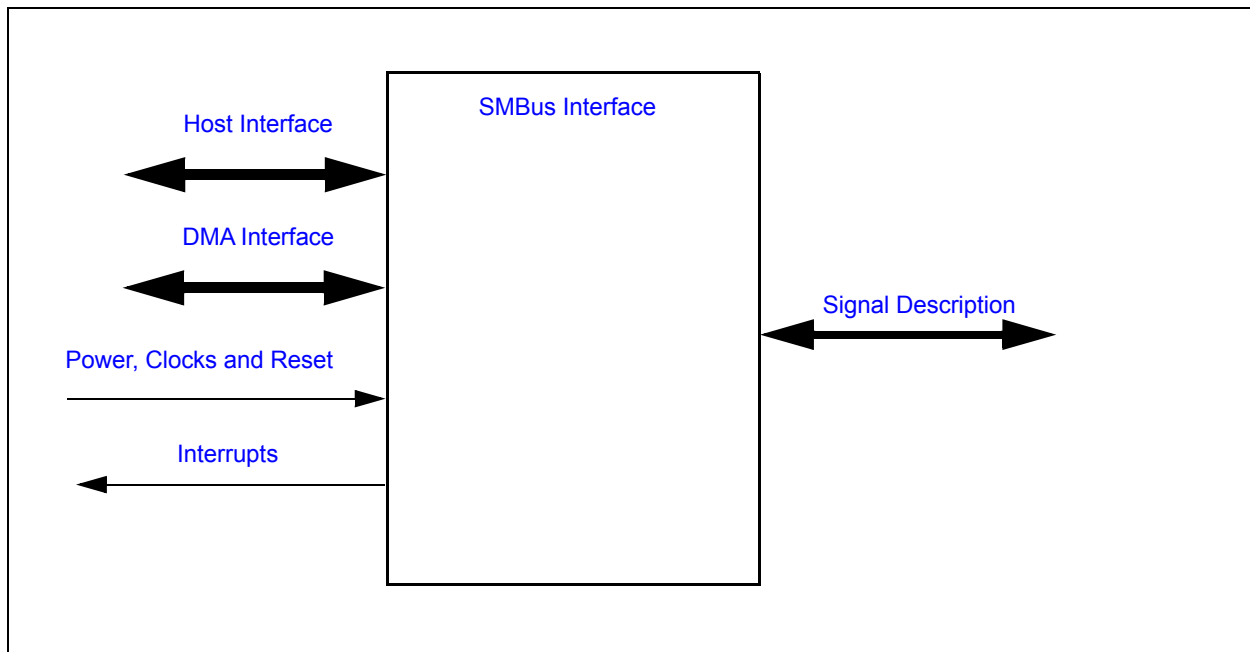 SMBus Interface
Host Interface
DMA Interface
Signal Description
Power, Clocks and Reset
Interrupts